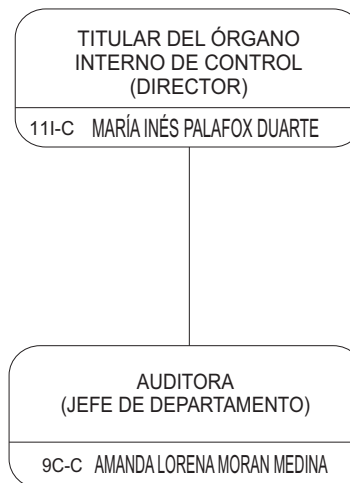 TITULAR DEL ÓRGANO
INTERNO DE CONTROL
(DIRECTOR)
11I-C MARÍA INÉS PALAFOX DUARTE
AUDITORA
(JEFE DE DEPARTAMENTO)
9C-C AMANDA LORENA MORAN MEDINA